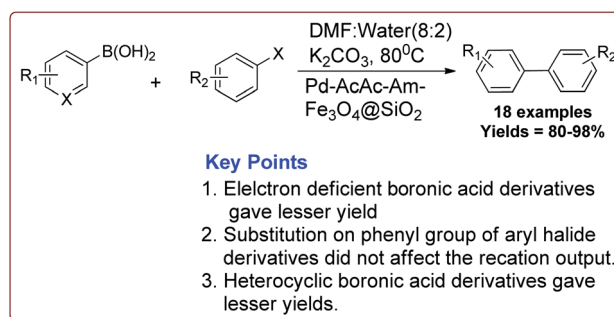 B(OH)2
R1
X
+
R2
X
DMF:Water(8:2)
K2CO3, 80⁰C
Pd-AcAc-Am-
Fe3O4@SiO2
R1
R2
18 examples
Yields = 80-98%
Key Points
1. Elelctron deficient boronic acid derivatives
gave lesser yield
2. Substitution on phenyl group of aryl halide
derivatives did not affect the recation output.
3. Heterocyclic boronic acid derivatives gave
lesser yields.